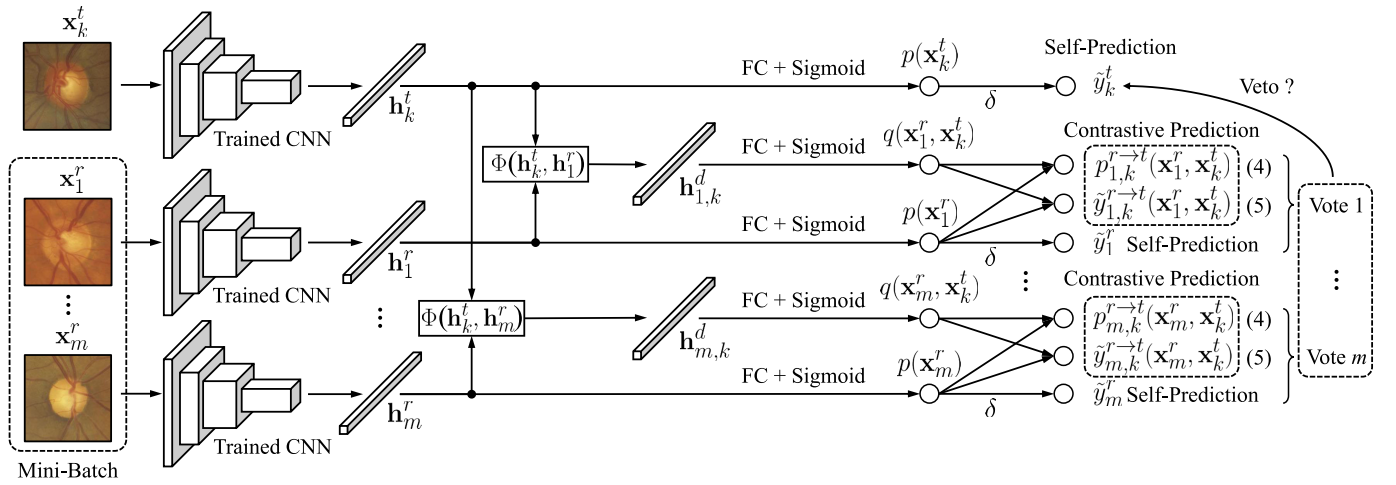 x_k^t
Trained CNN
h_k^t
FC + Sigmoid
p(x_k^t)
δ
Self-Prediction
ỹ_k^t
Veto ?
x_1^r
Trained CNN
h_1^r
Φ(h_k^t, h_1^r)
h_{1,k}^d
FC + Sigmoid
q(x_1^r, x_k^t)
FC + Sigmoid
p(x_1^r)
δ
Contrastive Prediction
p_{1,k}^{r→t}(x_1^r, x_k^t) (4)
ỹ_{1,k}^{r→t}(x_1^r, x_k^t) (5)
ỹ_1^r Self-Prediction
Vote 1
⋮
x_m^r
Trained CNN
h_m^r
Φ(h_k^t, h_m^r)
h_{m,k}^d
FC + Sigmoid
q(x_m^r, x_k^t)
FC + Sigmoid
p(x_m^r)
δ
Contrastive Prediction
p_{m,k}^{r→t}(x_m^r, x_k^t) (4)
ỹ_{m,k}^{r→t}(x_m^r, x_k^t) (5)
ỹ_m^r Self-Prediction
Vote m
Mini-Batch